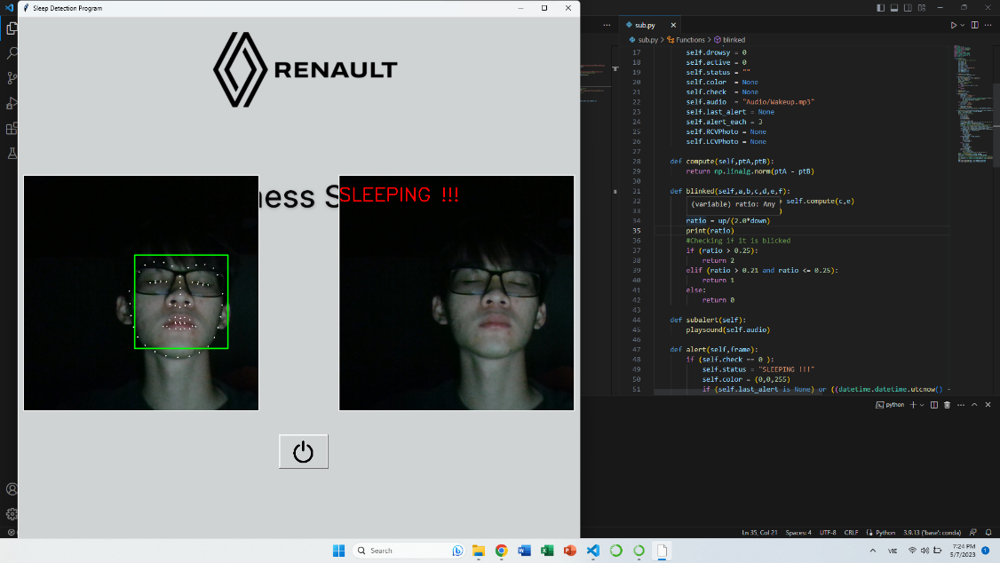 Sleep Detection Program
RENAULT
ness S
SLEEPING !!!
sub.py
sub.py > Functions > blinked
17 self.drowsy = 0
18 self.active = 0
19 self.status = ""
20 self.color = None
21 self.check = None
22 self.audio = "Audio/Wakeup.mp3"
23 self.last_alert = None
24 self.alert_each = 3
25 self.RCVPhoto = None
26 self.LCVPhoto = None
27
28 def compute(self,ptA,ptB):
29 return np.linalg.norm(ptA - ptB)
30
31 def blinked(self,a,b,c,d,e,f):
32 + self.compute(c,e)
(variable) ratio: Any
33 )
34 ratio = up/(2.0*down)
35 print(ratio)
36 #Checking if it is blicked
37 if (ratio > 0.25):
38 return 2
39 elif (ratio > 0.21 and ratio <= 0.25):
40 return 1
41 else:
42 return 0
43
44 def subalert(self):
45 playsound(self.audio)
46
47 def alert(self,frame):
48 if (self.check == 0 ):
49 self.status = "SLEEPING !!!"
50 self.color = (0,0,255)
51 if (self.last_alert is None) or ((datetime.datetime.utcnow() -
python
Ln 35, Col 21 Spaces: 4 UTF-8 CRLF Python 3.9.13 ('base': conda)
Search
VIE
7:24 PM
5/7/2023
1